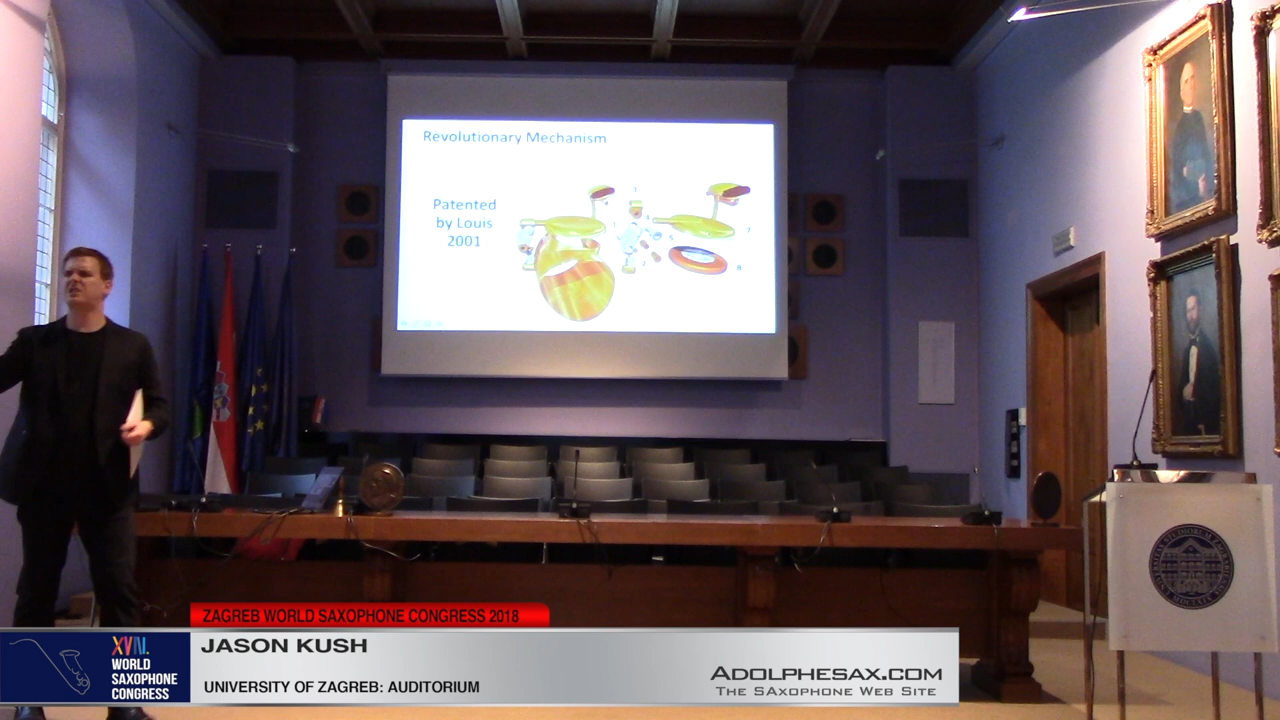 Revolutionary Mechanism
Patented
by Louis
2001
ZAGREB WORLD SAXOPHONE CONGRESS 2018
JASON KUSH
UNIVERSITY OF ZAGREB: AUDITORIUM
ADOLPHESAX.COM
THE SAXOPHONE WEB SITE
XVIII.
WORLD
SAXOPHONE
CONGRESS